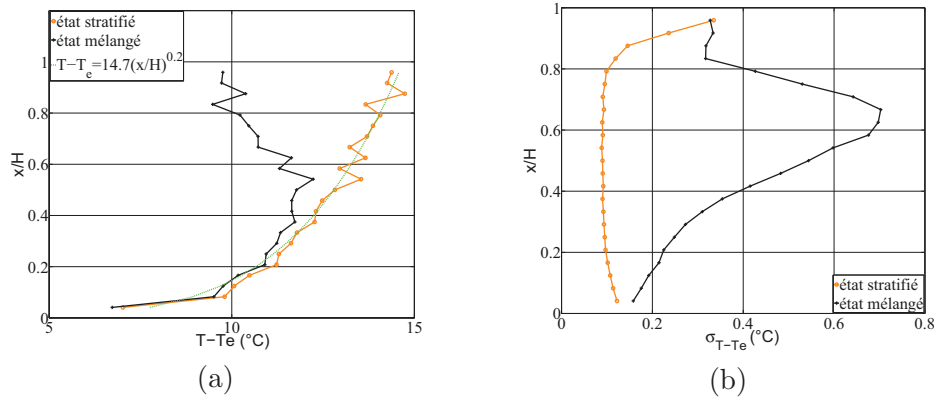 état stratifié
état mélangé
T−Te=14.7(x/H)^0.2
1
0.8
0.6
0.4
0.2
0
x/H
5
10
15
T−Te (°C)
(a)
1
0.8
0.6
0.4
0.2
0
x/H
état stratifié
état mélangé
0
0.2
0.4
0.6
0.8
σT−Te (°C)
(b)